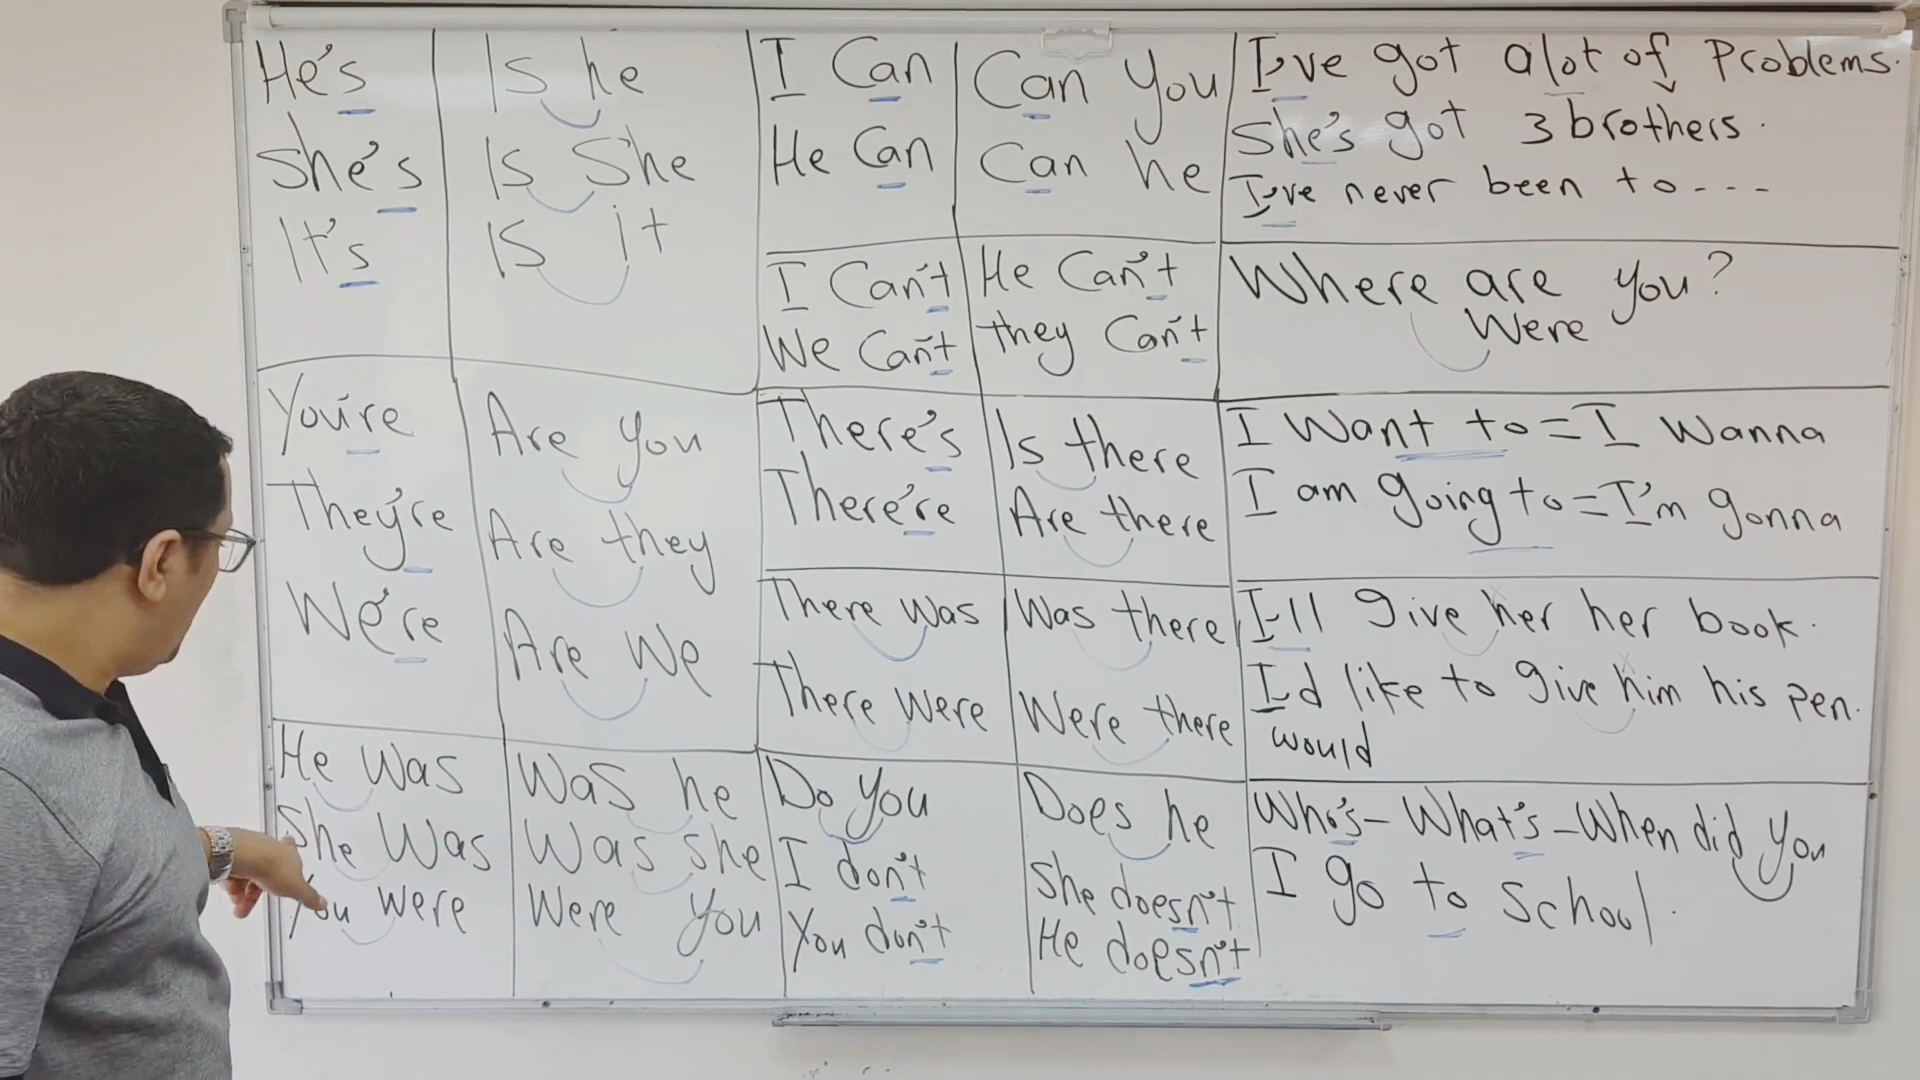 He's
She's
It's
Is he
Is She
Is it
I Can
He Can
Can You
Can he
I've got alot of Problems.
She's got 3 brothers.
I've never been to ---
I Can't
We Can't
He Can't
they Can't
Where are you?
Were
You're
They're
We're
Are you
Are they
Are We
There's
There're
Is there
Are there
I Want to = I Wanna
I am going to = I'm gonna
There Was
There Were
Was there
Were there
I'll give her her book.
I'd like to give him his pen.
would
He Was
She Was
You were
Was he
Was she
Were you
Do You
I don't
You don't
Does he
She doesn't
He doesn't
Who's - What's - When did You
I go to School.